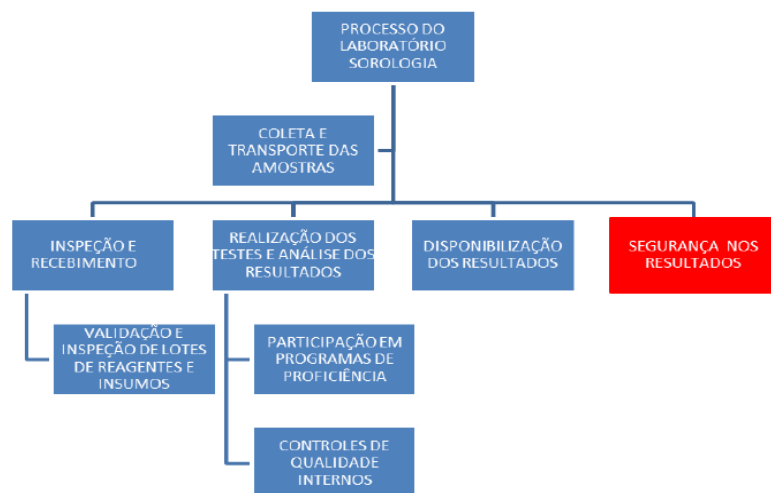 PROCESSO DO
LABORATÓRIO
SOROLOGIA
COLETA E
TRANSPORTE DAS
AMOSTRAS
INSPEÇÃO E
RECEBIMENTO
REALIZAÇÃO DOS
TESTES E ANÁLISE DOS
RESULTADOS
DISPONIBILIZAÇÃO
DOS RESULTADOS
SEGURANÇA NOS
RESULTADOS
VALIDAÇÃO E
INSPEÇÃO DE LOTES
DE REAGENTES E
INSUMOS
PARTICIPAÇÃO EM
PROGRAMAS DE
PROFICIÊNCIA
CONTROLES DE
QUALIDADE
INTERNOS